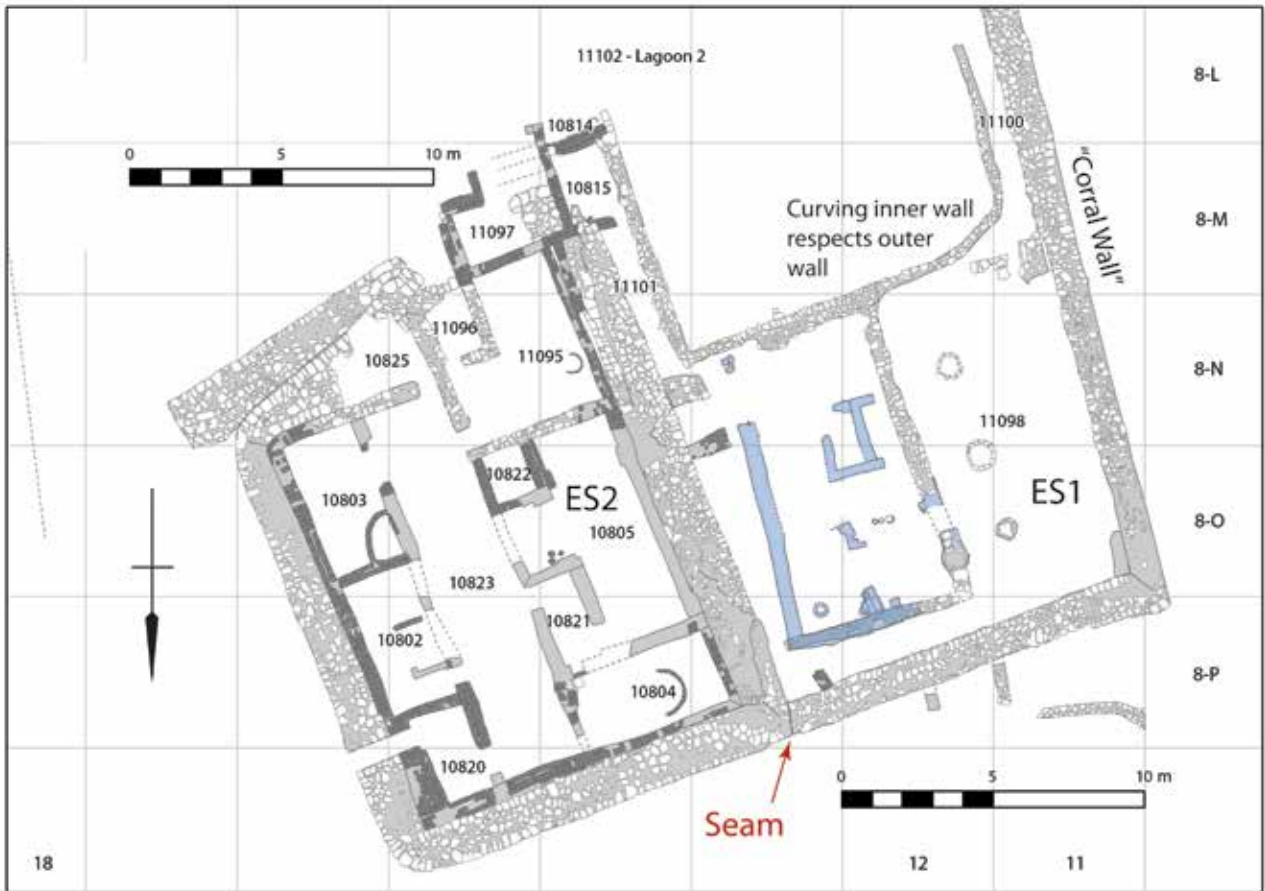 11102 - Lagoon 2
8-L
10814
11100
0 5 10 m
"Corral Wall"
10815
Curving inner wall
respects outer
wall
8-M
11097
11101
11096
10825
11095
8-N
11098
10822
10803
ES2
ES1
10805
8-O
10823
10821
10802
10804
8-P
10820
0 5 10 m
Seam
18
12
11